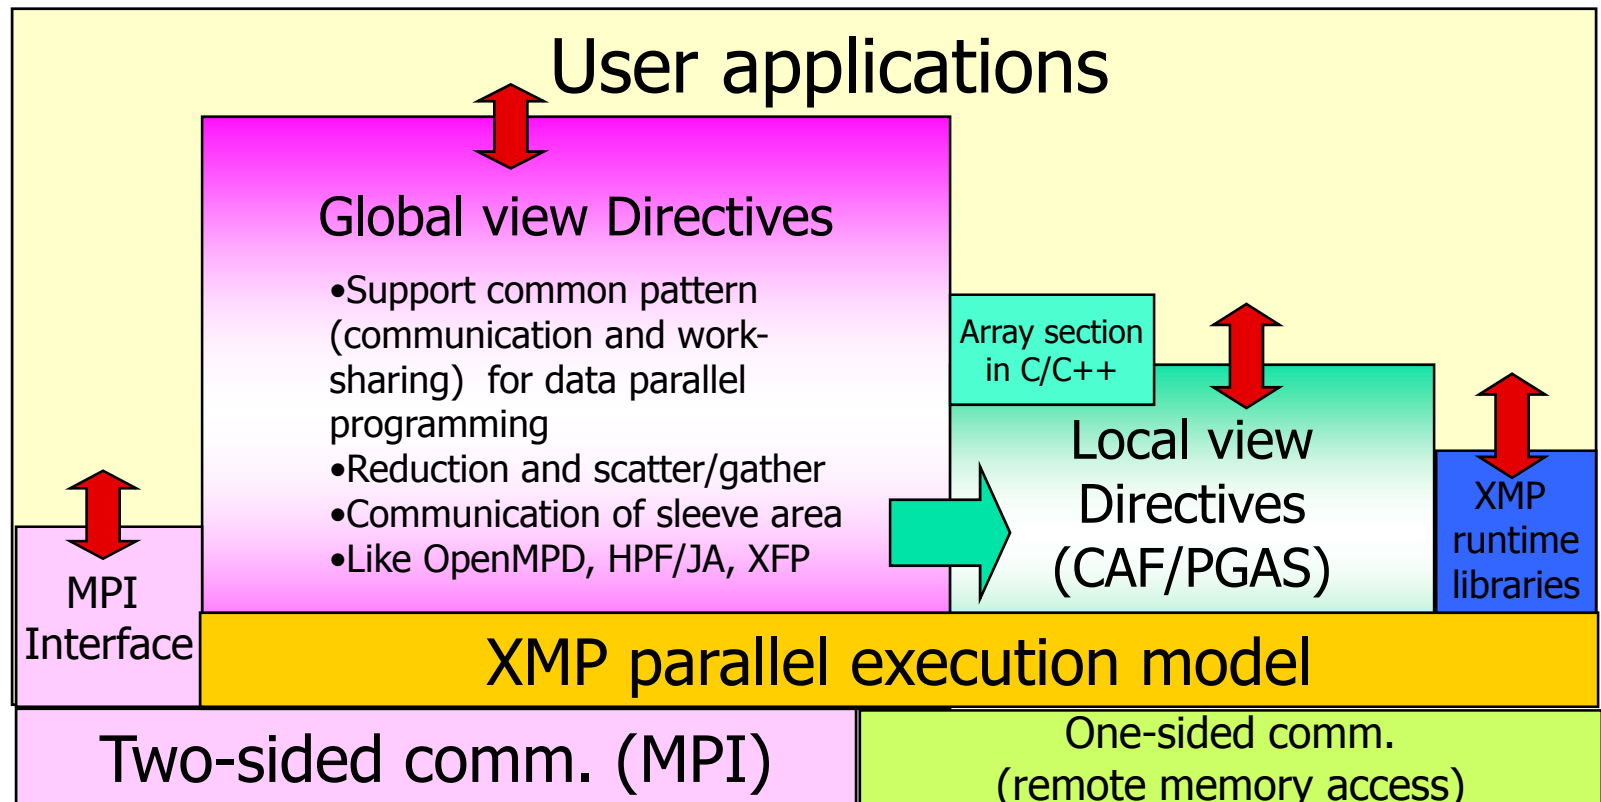 User applications
Global view Directives
•Support common pattern
(communication and work-
sharing)  for data parallel
programming
•Reduction and scatter/gather
•Communication of sleeve area
•Like OpenMPD, HPF/JA, XFP
Array section
in C/C++
Local view
Directives
(CAF/PGAS)
XMP
runtime
libraries
MPI
Interface
XMP parallel execution model
Two-sided comm. (MPI)
One-sided comm.
(remote memory access)